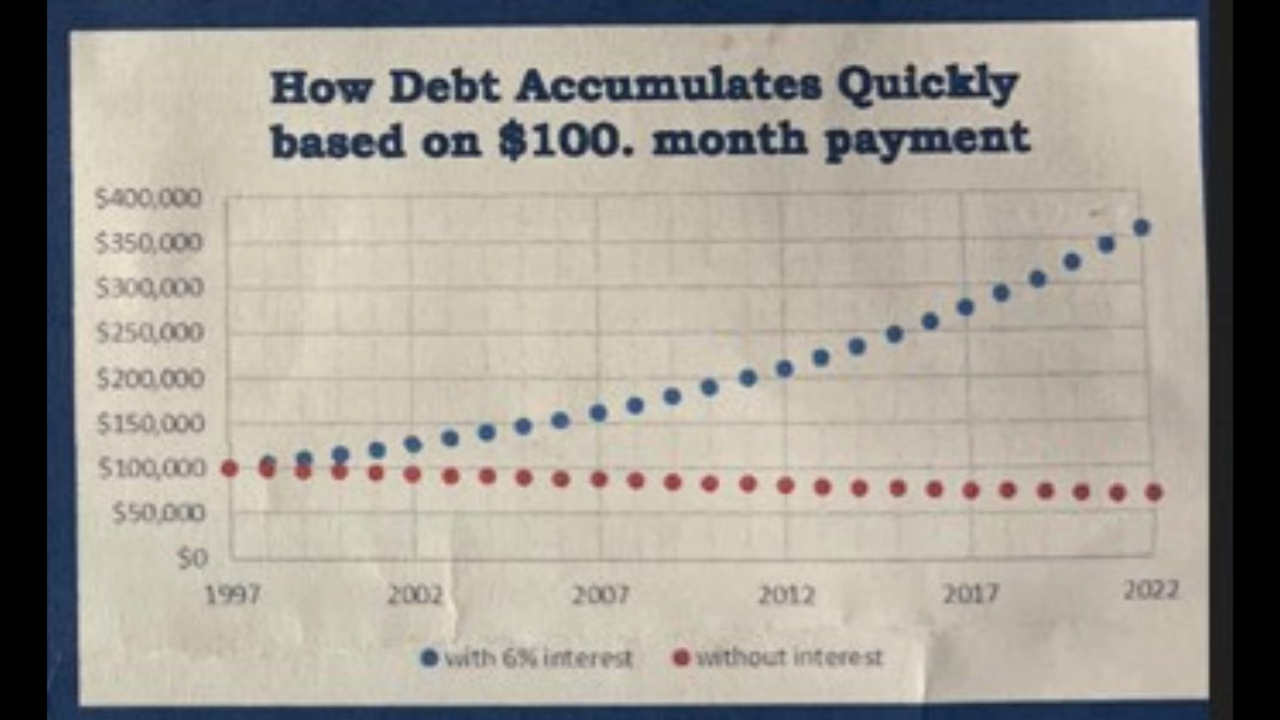 How Debt Accumulates Quickly
based on $100. month payment
$400,000
$350,000
$300,000
$250,000
$200,000
$150,000
$100,000
$50,000
$0
1997 2002 2007 2012 2017 2022
with 6% interest without interest